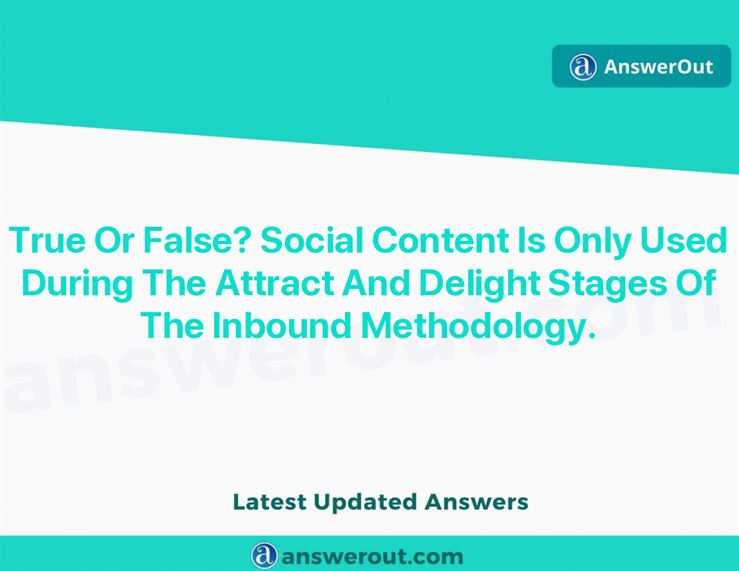 AnswerOut
True Or False? Social Content Is Only Used
During The Attract And Delight Stages Of
The Inbound Methodology.
answerout.com
Latest Updated Answers
answerout.com